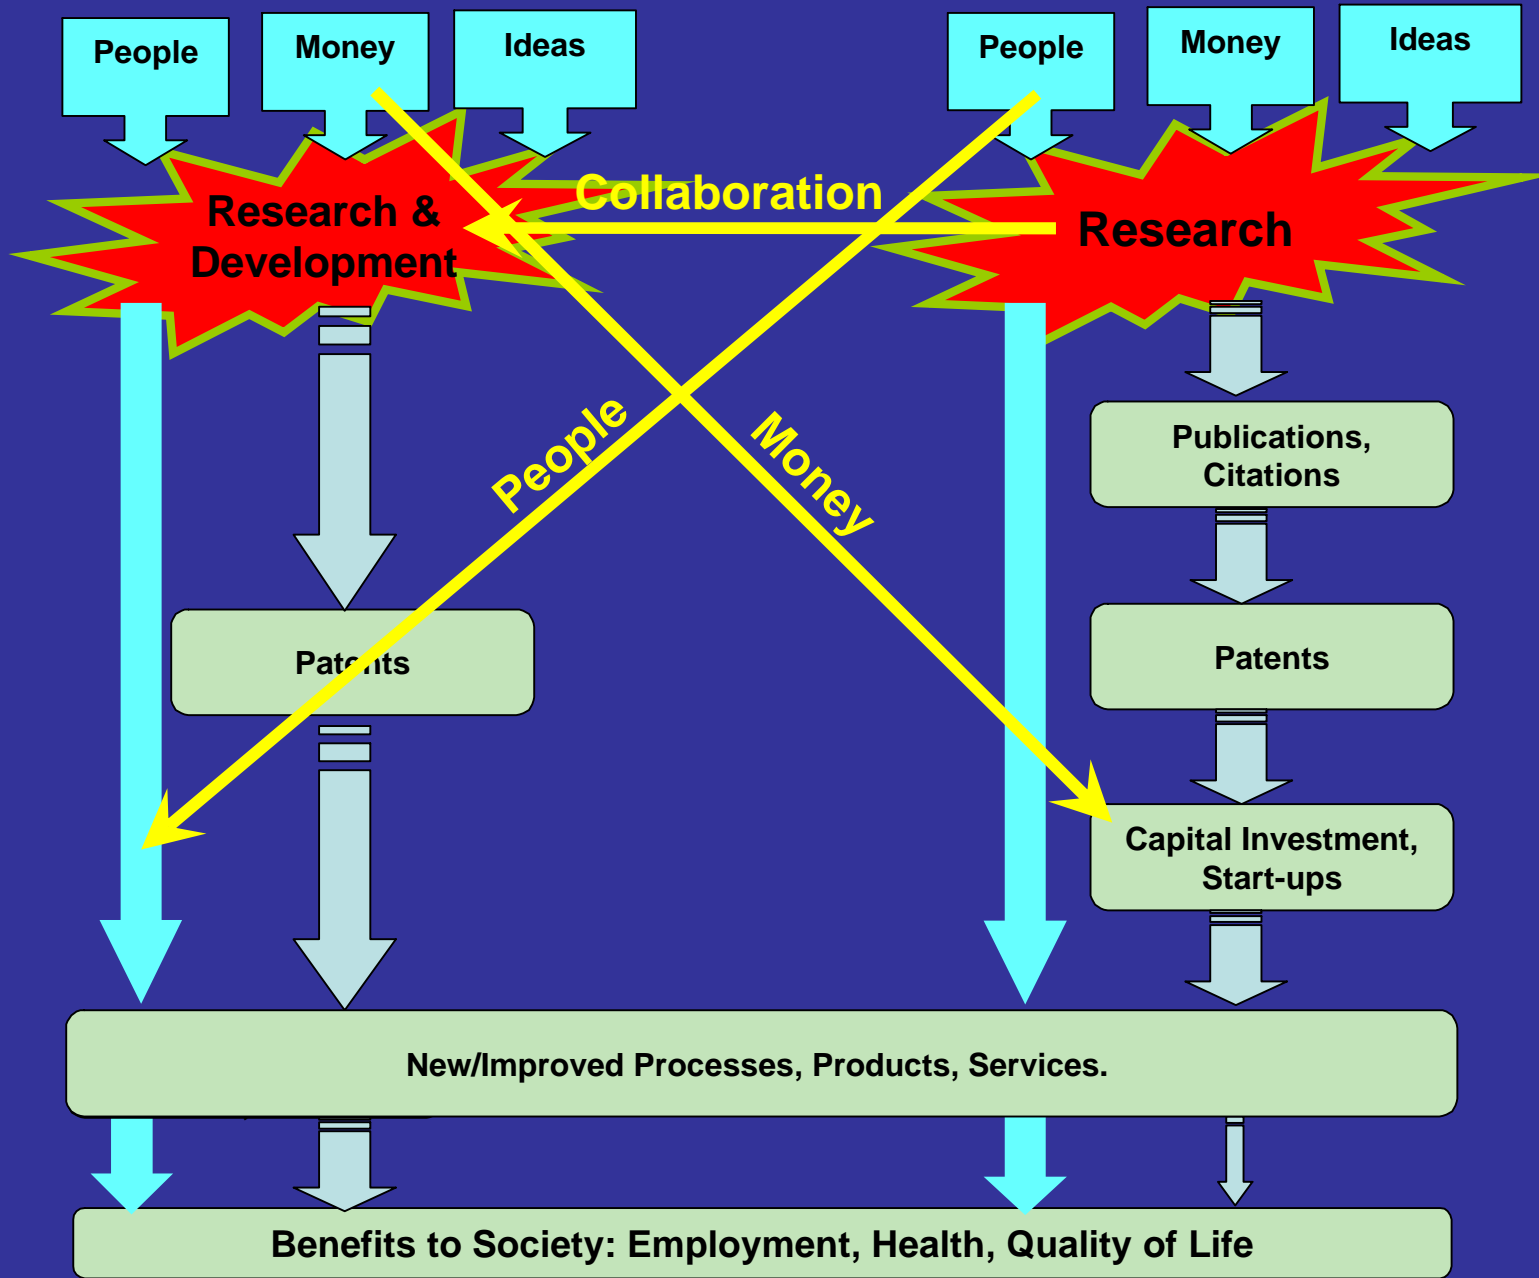 People
Money
Ideas
People
Money
Ideas
Research &
Development
Collaboration
Research
People
Money
Publications,
Citations
Patents
Patents
Capital Investment,
Start-ups
New/Improved Processes, Products, Services.
Benefits to Society: Employment, Health, Quality of Life